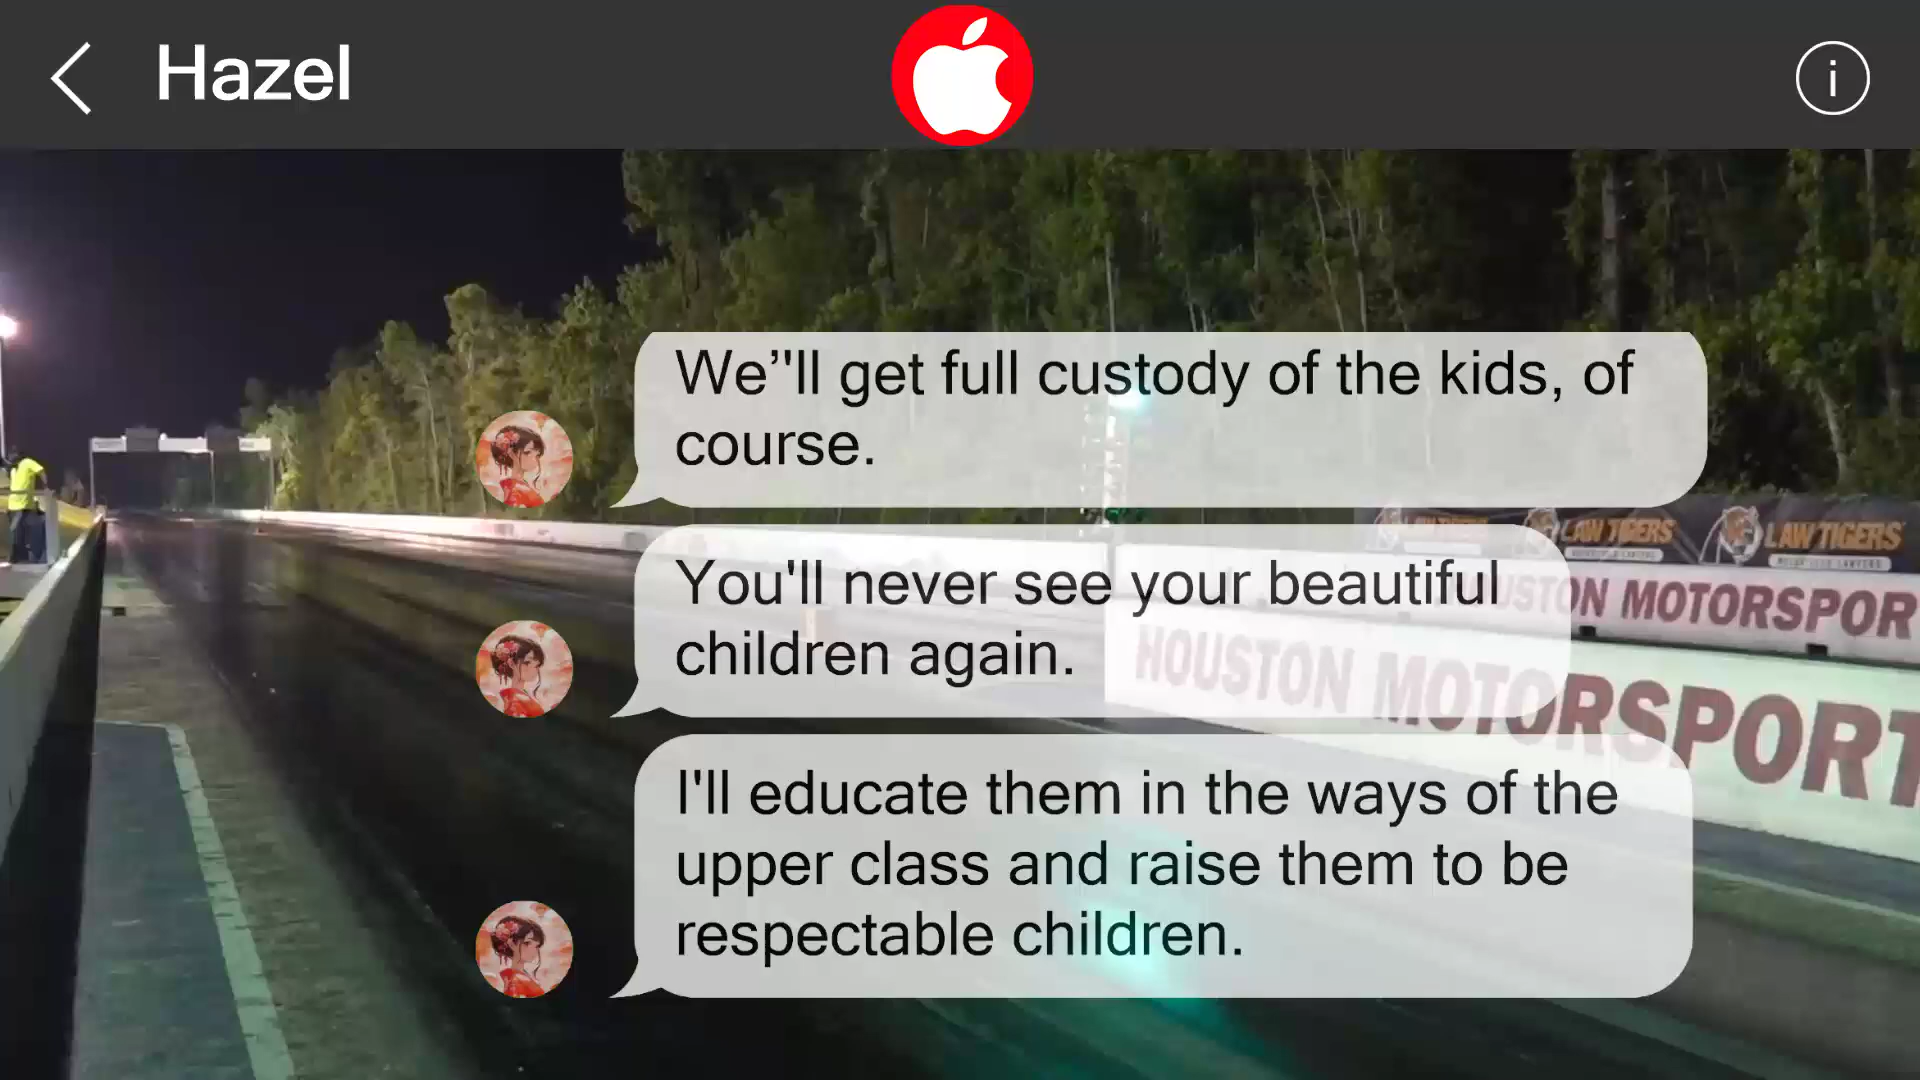 Hazel
We’'ll get full custody of the kids, of
course.
LAW TIGERS
LAW TIGERS
You'll never see your beautiful
children again.
HOUSTON MOTORSPOR
HOUSTON MOTORSPORT
I'll educate them in the ways of the
upper class and raise them to be
respectable children.